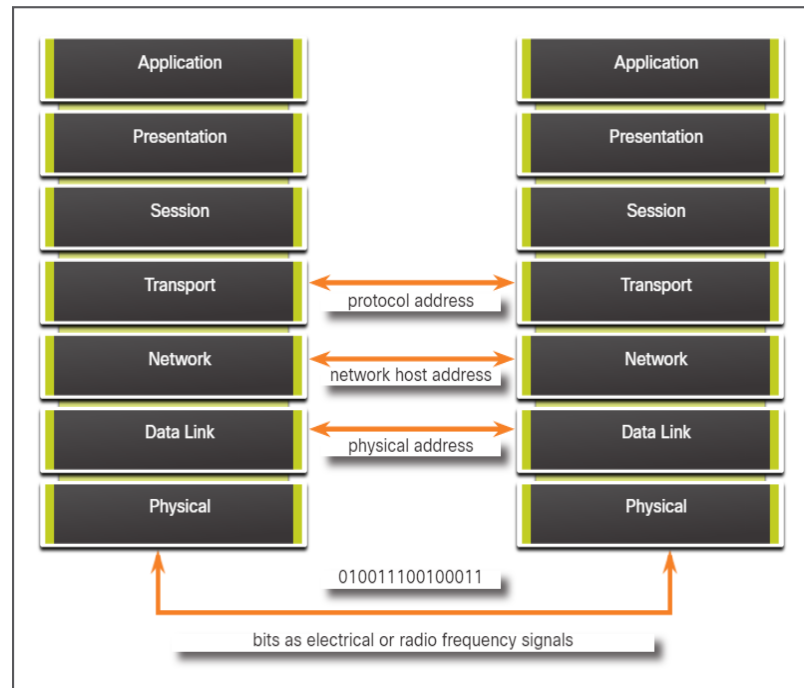 Application
Application
Presentation
Presentation
Session
Session
Transport
Transport
protocol address
Network
Network
network host address
Data Link
Data Link
physical address
Physical
Physical
010011100100011
bits as electrical or radio frequency signals